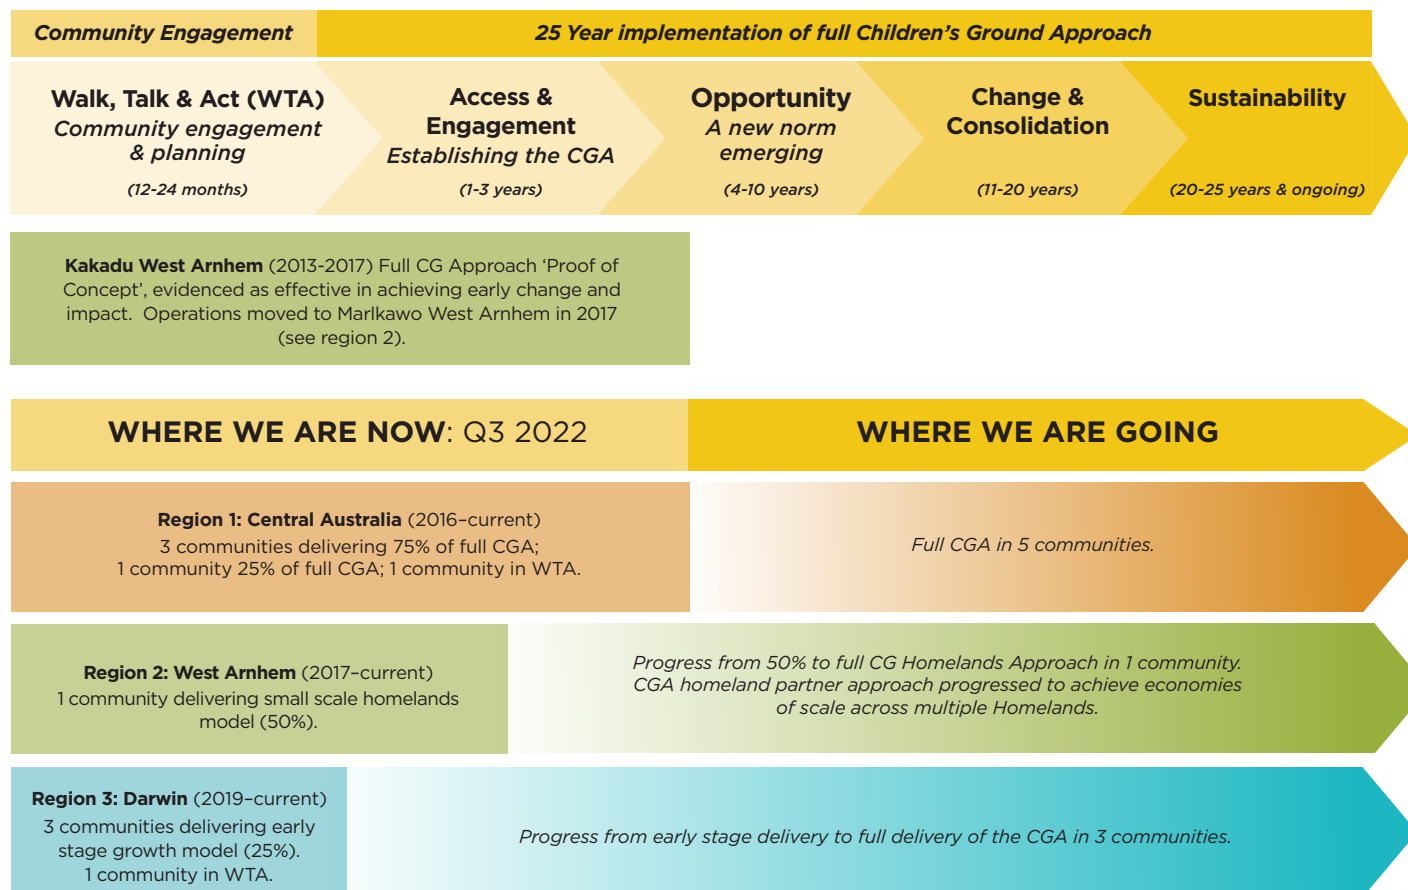 Community Engagement
25 Year implementation of full Children's Ground Approach
Walk, Talk & Act (WTA)
Community engagement
& planning
(12-24 months)
Access &
Engagement
Establishing the CGA
(1-3 years)
Opportunity
A new norm
emerging
(4-10 years)
Change &
Consolidation
(11-20 years)
Sustainability
(20-25 years & ongoing)
Kakadu West Arnhem (2013-2017) Full CG Approach ‘Proof of
Concept’, evidenced as effective in achieving early change and
impact.  Operations moved to Marlkawo West Arnhem in 2017
(see region 2).
WHERE WE ARE NOW: Q3 2022
WHERE WE ARE GOING
Region 1: Central Australia (2016–current)
3 communities delivering 75% of full CGA;
1 community 25% of full CGA; 1 community in WTA.
Full CGA in 5 communities.
Region 2: West Arnhem (2017–current)
1 community delivering small scale homelands
model (50%).
Progress from 50% to full CG Homelands Approach in 1 community.
CGA homeland partner approach progressed to achieve economies
of scale across multiple Homelands.
Region 3: Darwin (2019–current)
3 communities delivering early
stage growth model (25%).
1 community in WTA.
Progress from early stage delivery to full delivery of the CGA in 3 communities.